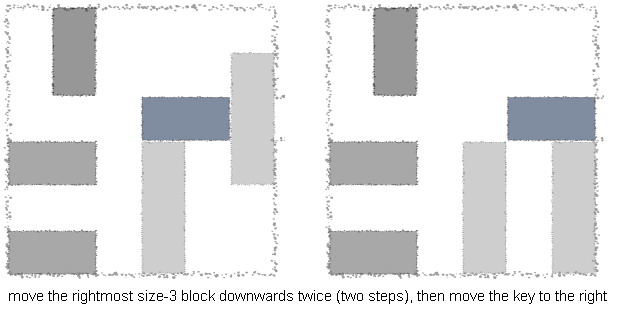 move the rightmost size-3 block downwards twice (two steps), then move the key to the right